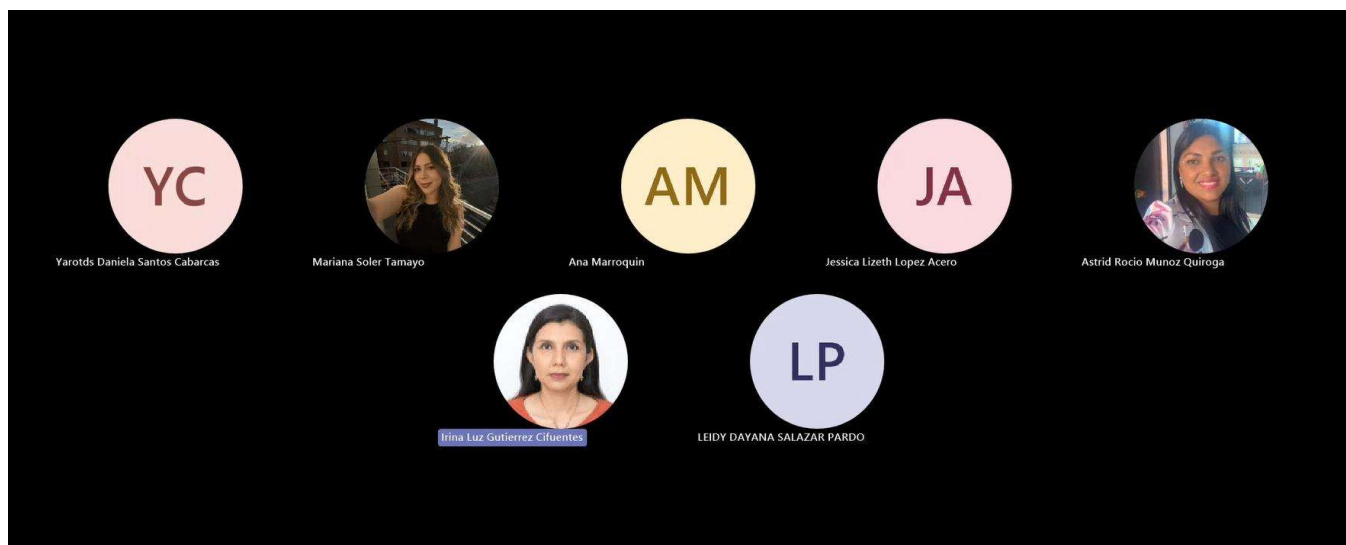 YC
Yarotds Daniela Santos Cabarcas
Mariana Soler Tamayo
AM
Ana Marroquin
JA
Jessica Lizeth Lopez Acero
Astrid Rocio Munoz Quiroga
Irina Luz Gutierrez Cifuentes
LP
LEIDY DAYANA SALAZAR PARDO